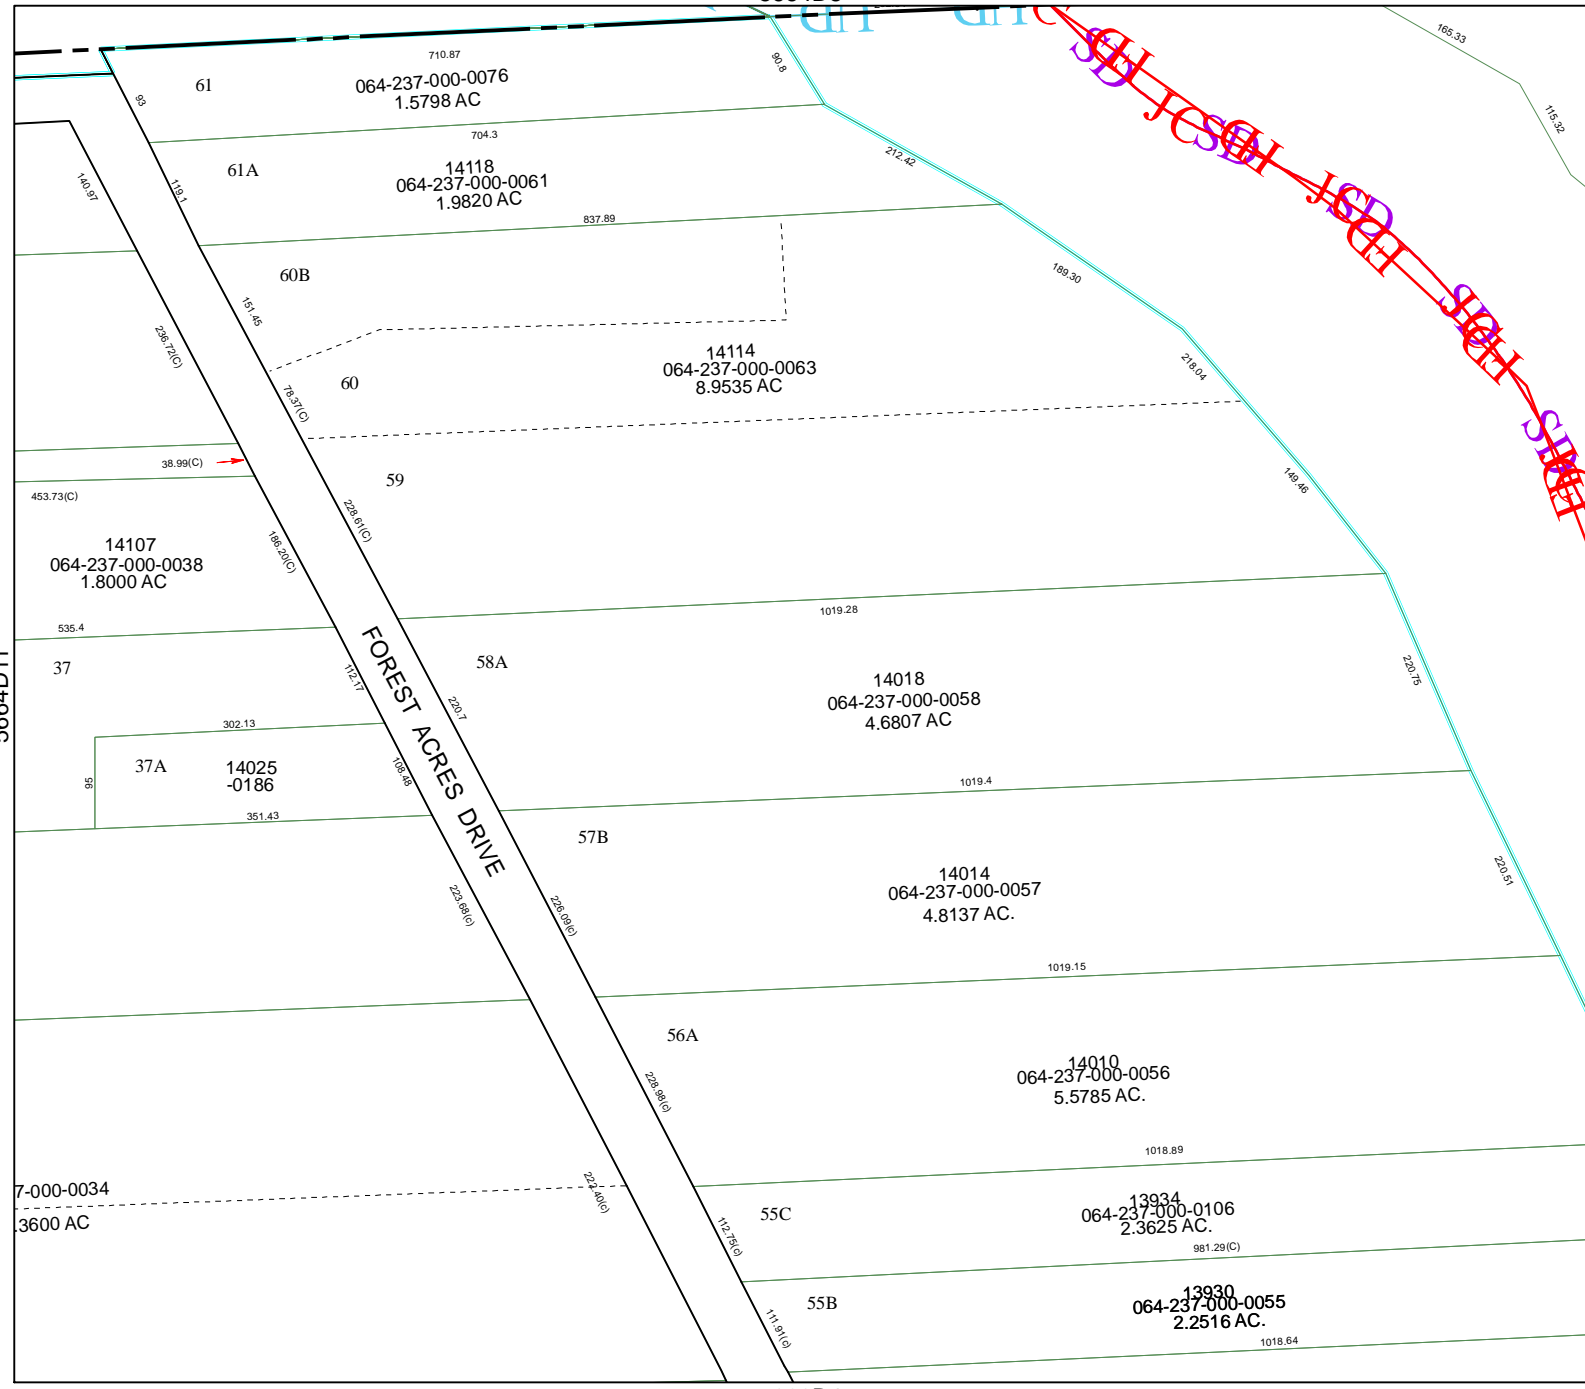 710.87
61
064-237-000-0076
1.5798 AC
93
90.8
165.33
115.32
704.3
61A
14118
064-237-000-0061
1.9820 AC
140.97
119.1
212.42
837.89
60B
151.45
189.30
236.72(C)
14114
064-237-000-0063
8.9535 AC
60
78.37(C)
218.04
38.99(C)
59
453.73(C)
228.61(C)
149.46
14107
064-237-000-0038
1.8000 AC
186.20(C)
535.4
37
1019.28
58A
112.17
220.7
14018
064-237-000-0058
4.6807 AC
220.75
FOREST ACRES DRIVE
302.13
95
37A
14025
-0186
108.48
351.43
1019.4
57B
14014
064-237-000-0057
4.8137 AC.
220.51
223.68(c)
226.09(c)
1019.15
56A
14010
064-237-000-0056
5.5785 AC.
228.98(c)
1018.89
7-000-0034
.3600 AC
222.40(c)
55C
13934
064-237-000-0106
2.3625 AC.
112.75(c)
981.29(C)
55B
13930
064-237-000-0055
2.2516 AC.
111.91(c)
1018.64
SD
JC
SD
JC
SD
SD
SD